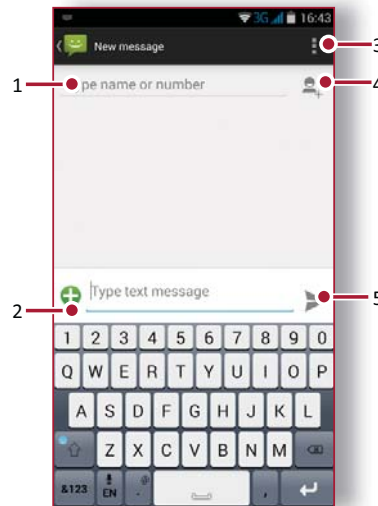 3G 16:43
New message
3
1 pe name or number 4
Type text message 5
2
1 2 3 4 5 6 7 8 9 0
Q W E R T Y U I O P
A S D F G H J K L
Z X C V B N M
&123 EN . ,